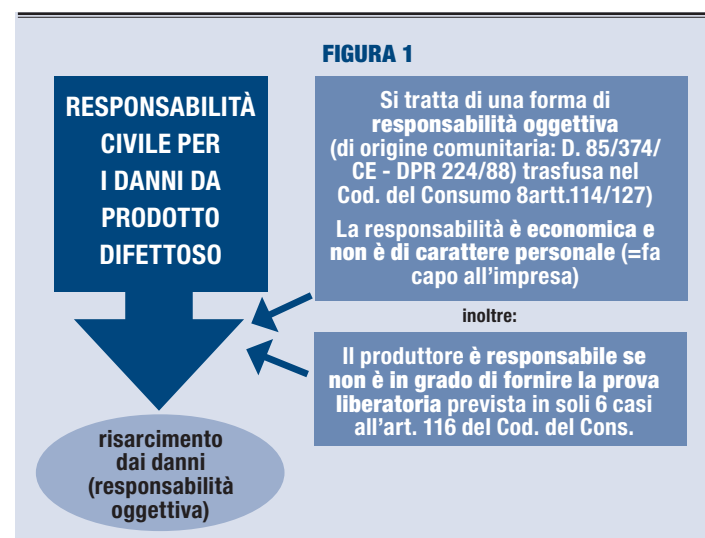 FIGURA 1
RESPONSABILITÀ
CIVILE PER
I DANNI DA
PRODOTTO
DIFETTOSO
Si tratta di una forma di
responsabilità oggettiva
(di origine comunitaria: D. 85/374/
CE - DPR 224/88) trasfusa nel
Cod. del Consumo 8artt.114/127)
La responsabilità è economica e
non è di carattere personale (=fa
capo all'impresa)
inoltre:
Il produttore è responsabile se
non è in grado di fornire la prova
liberatoria prevista in soli 6 casi
all'art. 116 del Cod. del Cons.
risarcimento
dai danni
(responsabilità
oggettiva)